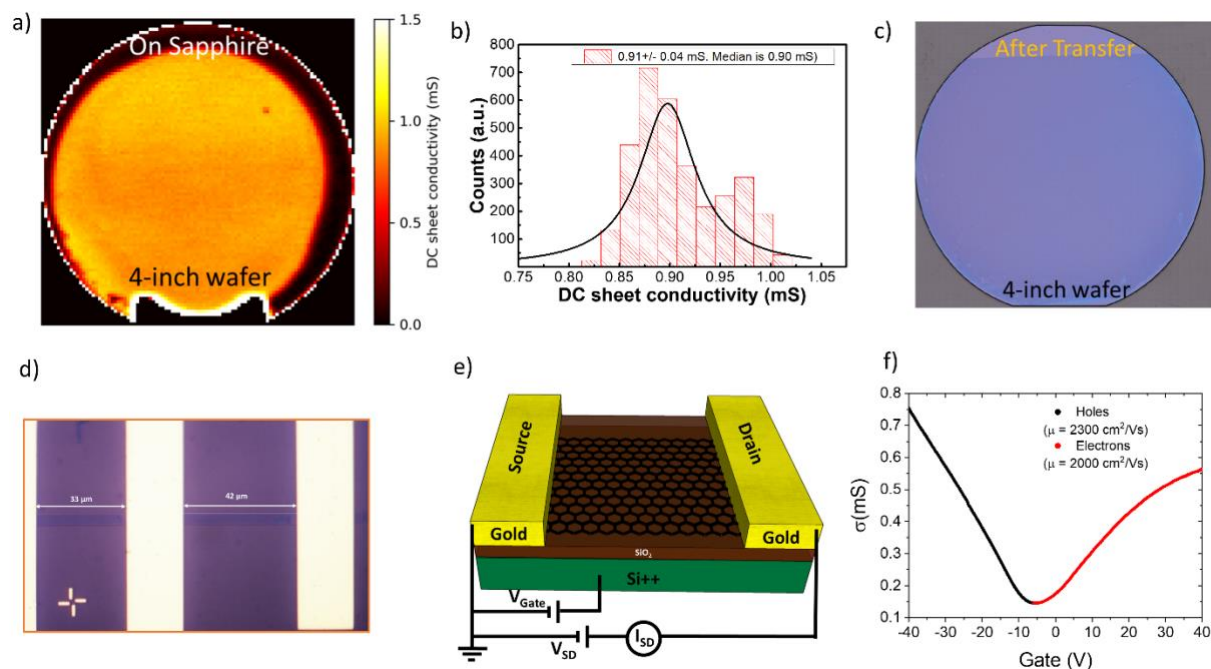 a)
On Sapphire
4-inch wafer
1.5
1.0
0.5
0.0
DC sheet conductivity (mS)
b)
800
700
600
500
400
300
200
100
Counts (a.u.)
0.91+/- 0.04 mS. Median is 0.90 mS)
0.75 0.80 0.85 0.90 0.95 1.00 1.05
DC sheet conductivity (mS)
c)
After Transfer
4-inch wafer
d)
33 µm
42 µm
e)
Source
Drain
Gold
Gold
SiO₂
Si++
V_Gate
V_SD
I_SD
f)
0.8
0.7
0.6
0.5
0.4
0.3
0.2
0.1
σ(mS)
Holes
(µ = 2300 cm²/Vs)
Electrons
(µ = 2000 cm²/Vs)
-40 -30 -20 -10 0 10 20 30 40
Gate (V)